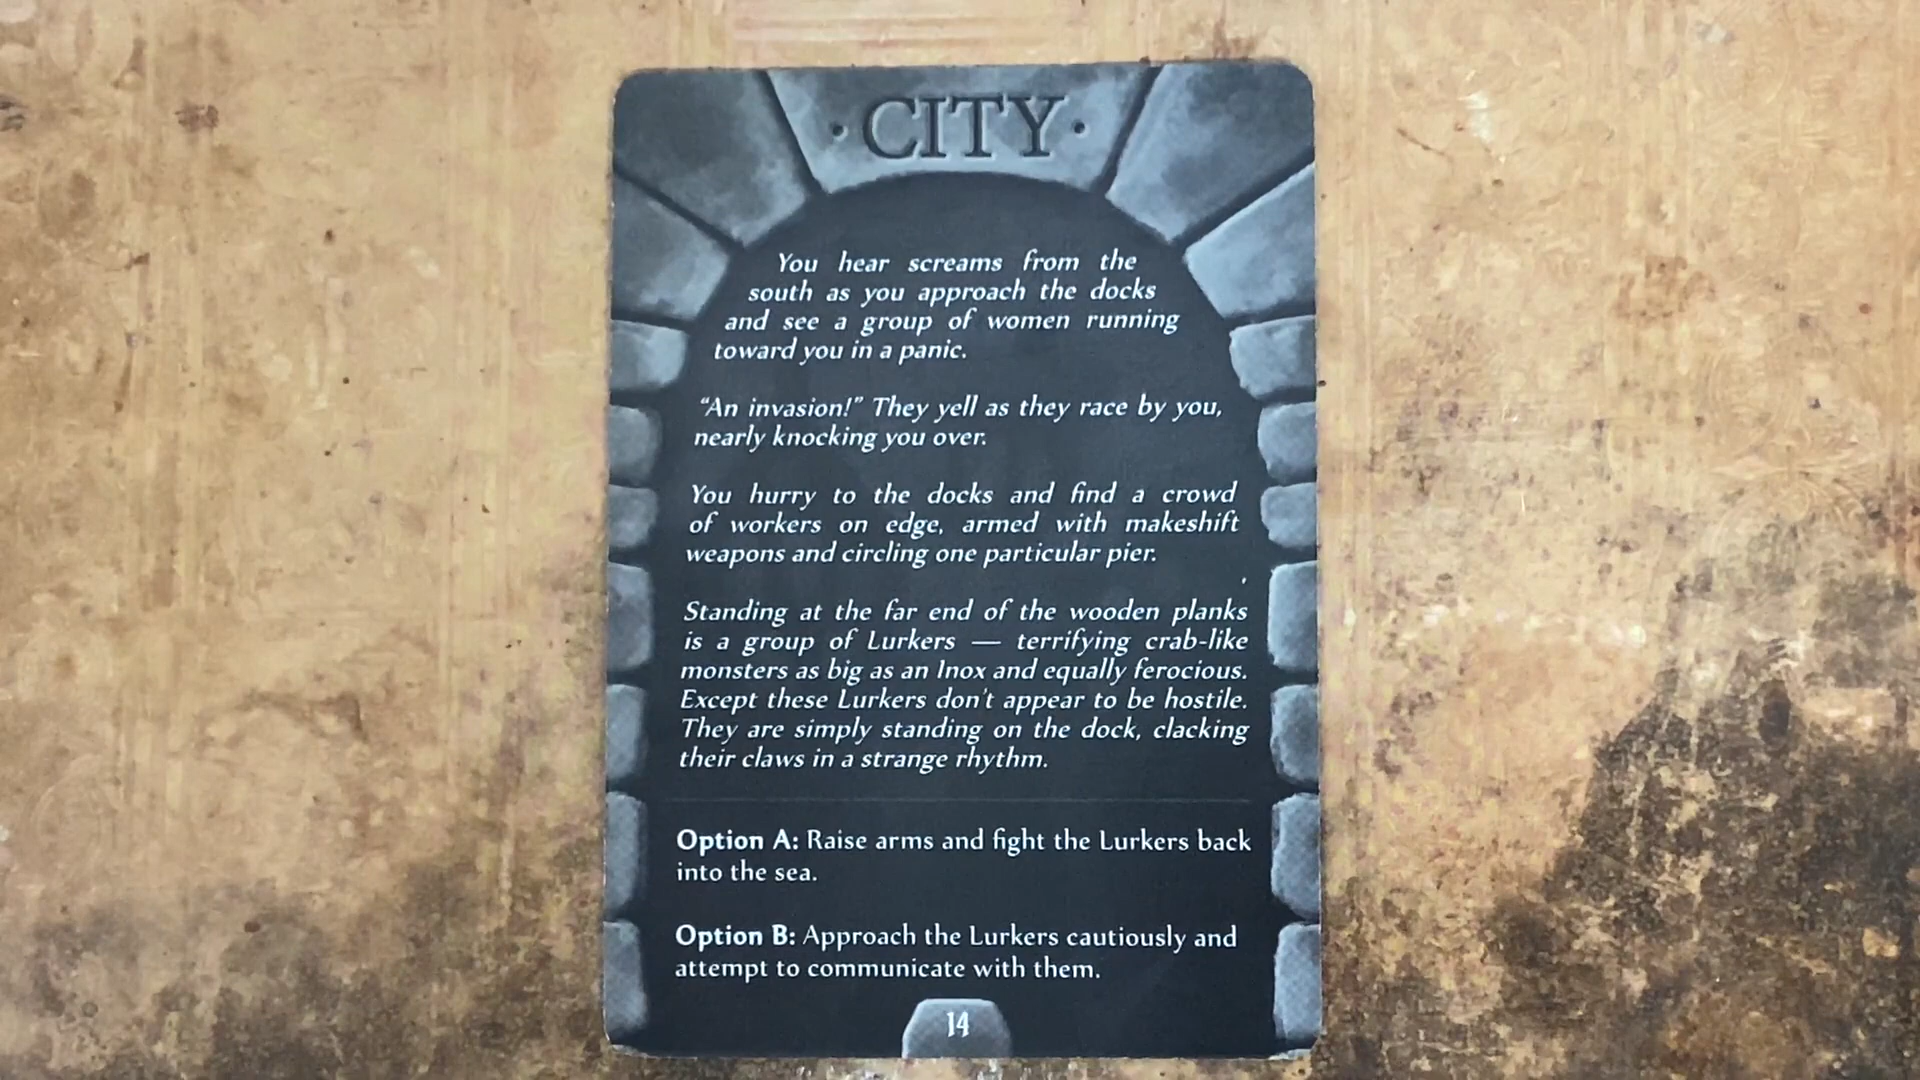 ·CITY·
You hear screams from the
south as you approach the docks
and see a group of women running
toward you in a panic.
“An invasion!” They yell as they race by you,
nearly knocking you over.
You hurry to the docks and find a crowd
of workers on edge, armed with makeshift
weapons and circling one particular pier.
Standing at the far end of the wooden planks
is a group of Lurkers — terrifying crab-like
monsters as big as an Inox and equally ferocious.
Except these Lurkers don’t appear to be hostile.
They are simply standing on the dock, clacking
their claws in a strange rhythm.
Option A: Raise arms and fight the Lurkers back
into the sea.
Option B: Approach the Lurkers cautiously and
attempt to communicate with them.
14